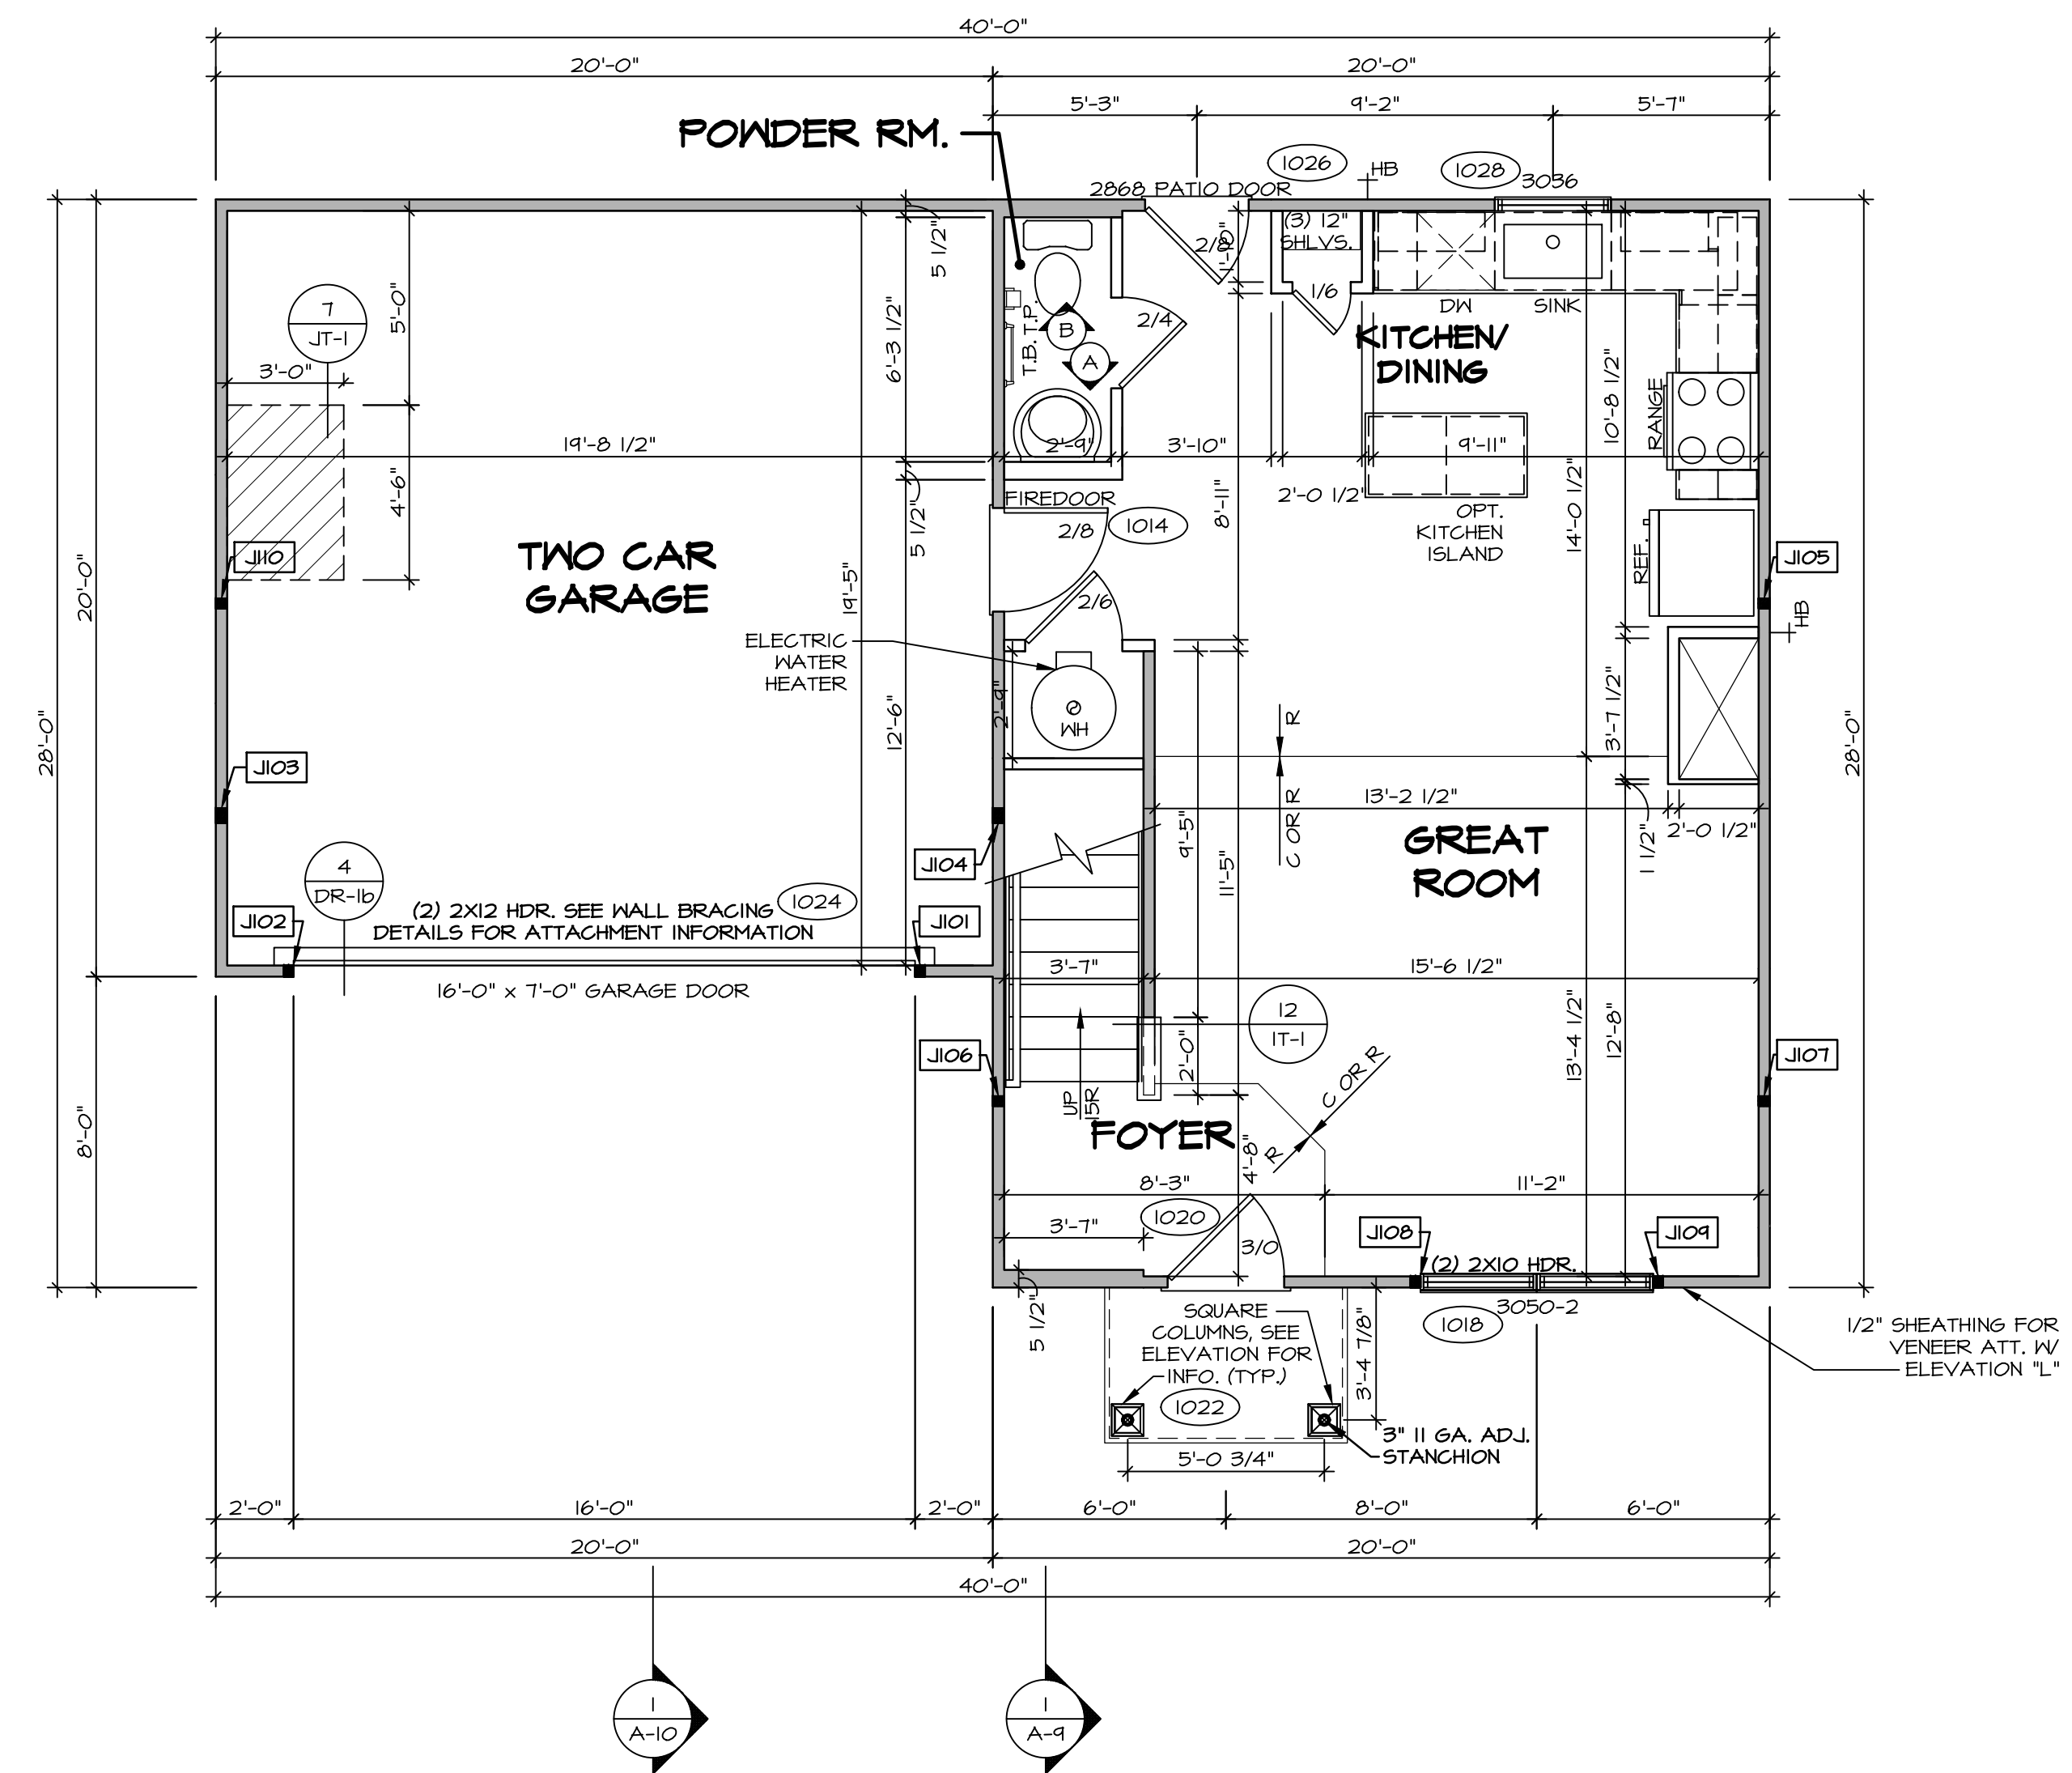 40'-0"
20'-0"
20'-0"
5'-3"
9'-2"
5'-7"
POWDER RM.
1026
HB
1028
3036
2868 PATIO DOOR
(3) 12"
SHLVS.
2/8
1'-8"
5 1/2"
7
JT-1
5'-0"
3'-0"
6'-3 1/2"
T.B. T.P.
B
A
2/4
1/6
DW
SINK
KITCHEN/
DINING
10'-8 1/2"
RANGE
19'-8 1/2"
2'-9"
3'-10"
9'-11"
2'-0 1/2"
4'-6"
5 1/2"
FIREDOOR
2/8
1014
8'-11"
OPT.
KITCHEN
ISLAND
14'-0 1/2"
REF.
J110
TWO CAR
GARAGE
19'-5"
2/6
J105
HB
20'-0"
28'-0"
ELECTRIC
WATER
HEATER
12'-6"
2'-9"
WH
R
C OR R
3'-7 1/2"
28'-0"
J103
13'-2 1/2"
2'-0 1/2"
1 1/2"
J104
9'-5"
11'-5"
GREAT
ROOM
4
DR-1b
(2) 2X12 HDR. SEE WALL BRACING
DETAILS FOR ATTACHMENT INFORMATION
1024
J102
J101
3'-7"
15'-6 1/2"
16'-0" x 7'-0" GARAGE DOOR
12
IT-1
13'-4 1/2"
12'-8"
J106
J107
8'-0"
2'-0"
C OR R
R
UP
15R
FOYER
4'-8"
8'-3"
11'-2"
3'-7"
1020
3/0
J108
J109
(2) 2X10 HDR.
3050-2
1018
5 1/2"
SQUARE
COLUMNS, SEE
ELEVATION FOR
INFO. (TYP.)
1022
3'-4 7/8"
1/2" SHEATHING FOR
VENEER ATT. W/
ELEVATION "L"
3" 11 GA. ADJ.
STANCHION
5'-0 3/4"
2'-0"
16'-0"
2'-0"
6'-0"
8'-0"
6'-0"
20'-0"
20'-0"
40'-0"
1
A-10
1
A-9